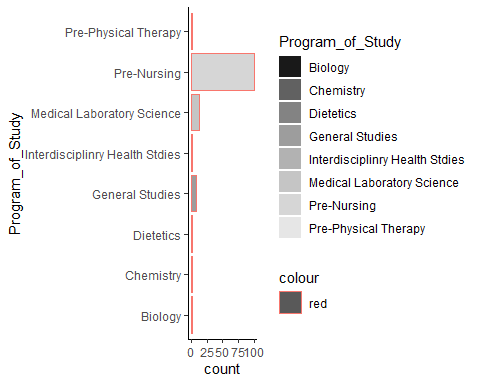 Program_of_Study
Pre-Physical Therapy
Pre-Nursing
Medical Laboratory Science
Interdisciplinry Health Stdies
General Studies
Dietetics
Chemistry
Biology
0 25 50 75 100
count
Program_of_Study
Biology
Chemistry
Dietetics
General Studies
Interdisciplinry Health Stdies
Medical Laboratory Science
Pre-Nursing
Pre-Physical Therapy
colour
red